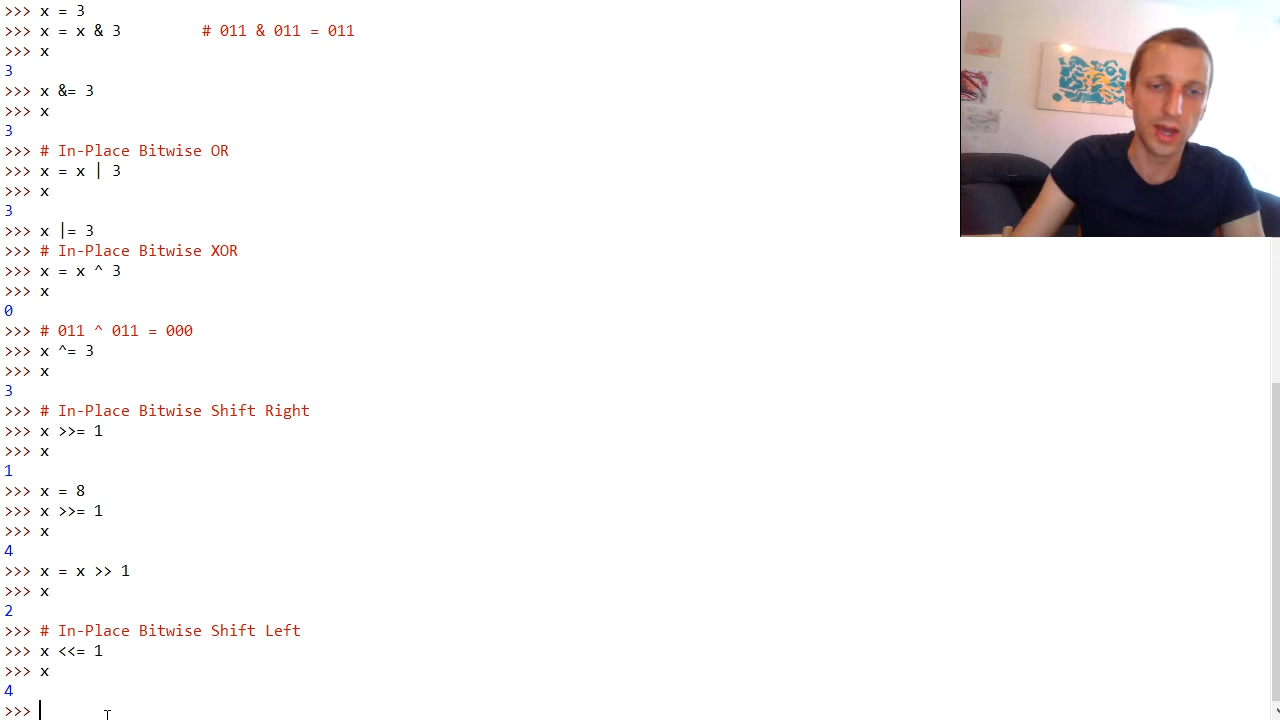 >>> x = 3
>>> x = x & 3         # 011 & 011 = 011
>>> x
3
>>> x &= 3
>>> x
3
>>> # In-Place Bitwise OR
>>> x = x | 3
>>> x
3
>>> x |= 3
>>> # In-Place Bitwise XOR
>>> x = x ^ 3
>>> x
0
>>> # 011 ^ 011 = 000
>>> x ^= 3
>>> x
3
>>> # In-Place Bitwise Shift Right
>>> x >>= 1
>>> x
1
>>> x = 8
>>> x >>= 1
>>> x
4
>>> x = x >> 1
>>> x
2
>>> # In-Place Bitwise Shift Left
>>> x <<= 1
>>> x
4
>>>